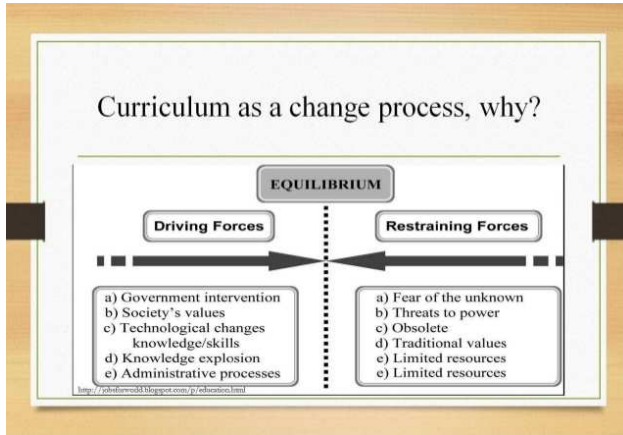 Curriculum as a change process, why?
EQUILIBRIUM
Driving Forces
Restraining Forces
a) Government intervention
b) Society's values
c) Technological changes
knowledge/skills
d) Knowledge explosion
e) Administrative processes
a) Fear of the unknown
b) Threats to power
c) Obsolete
d) Traditional values
e) Limited resources
e) Limited resources
http://jobsforworld.blogspot.com/p/education.html